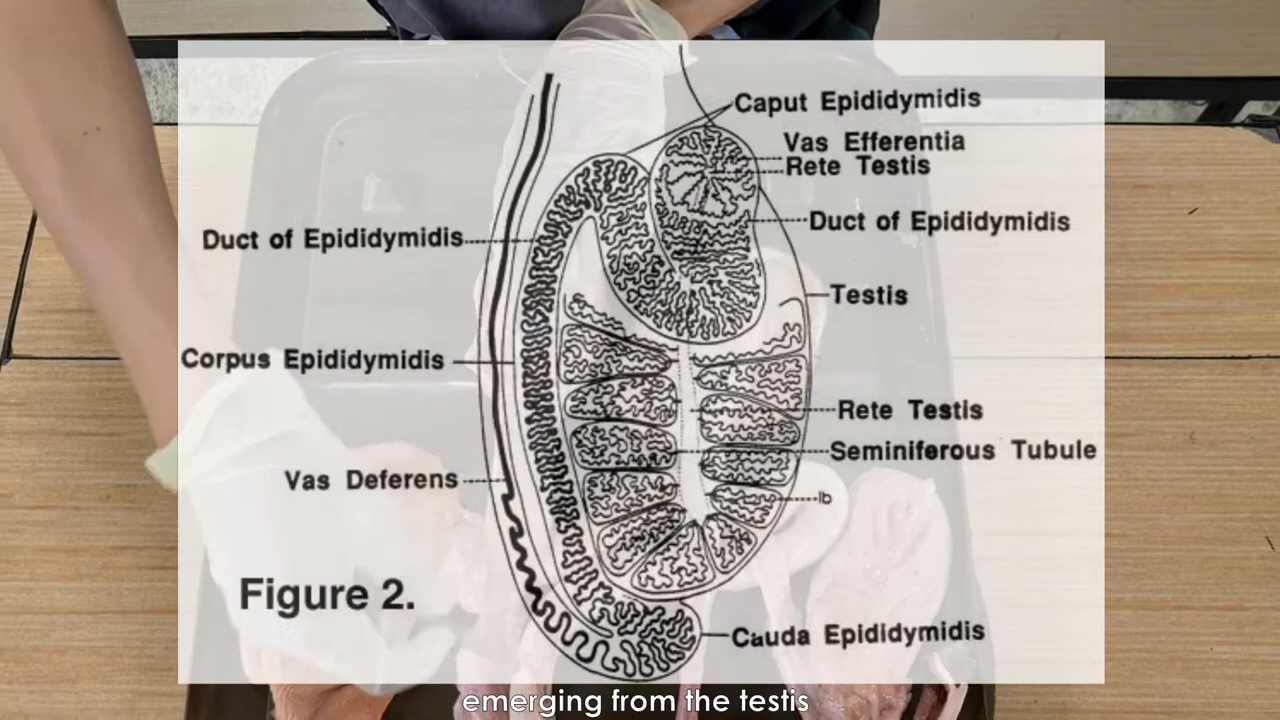 Caput Epididymidis
Vas Efferentia
Rete Testis
Duct of Epididymidis
Duct of Epididymidis
Testis
Corpus Epididymidis
Rete Testis
Seminiferous Tubule
Vas Deferens
lb
Figure 2.
Cauda Epididymidis
emerging from the testis